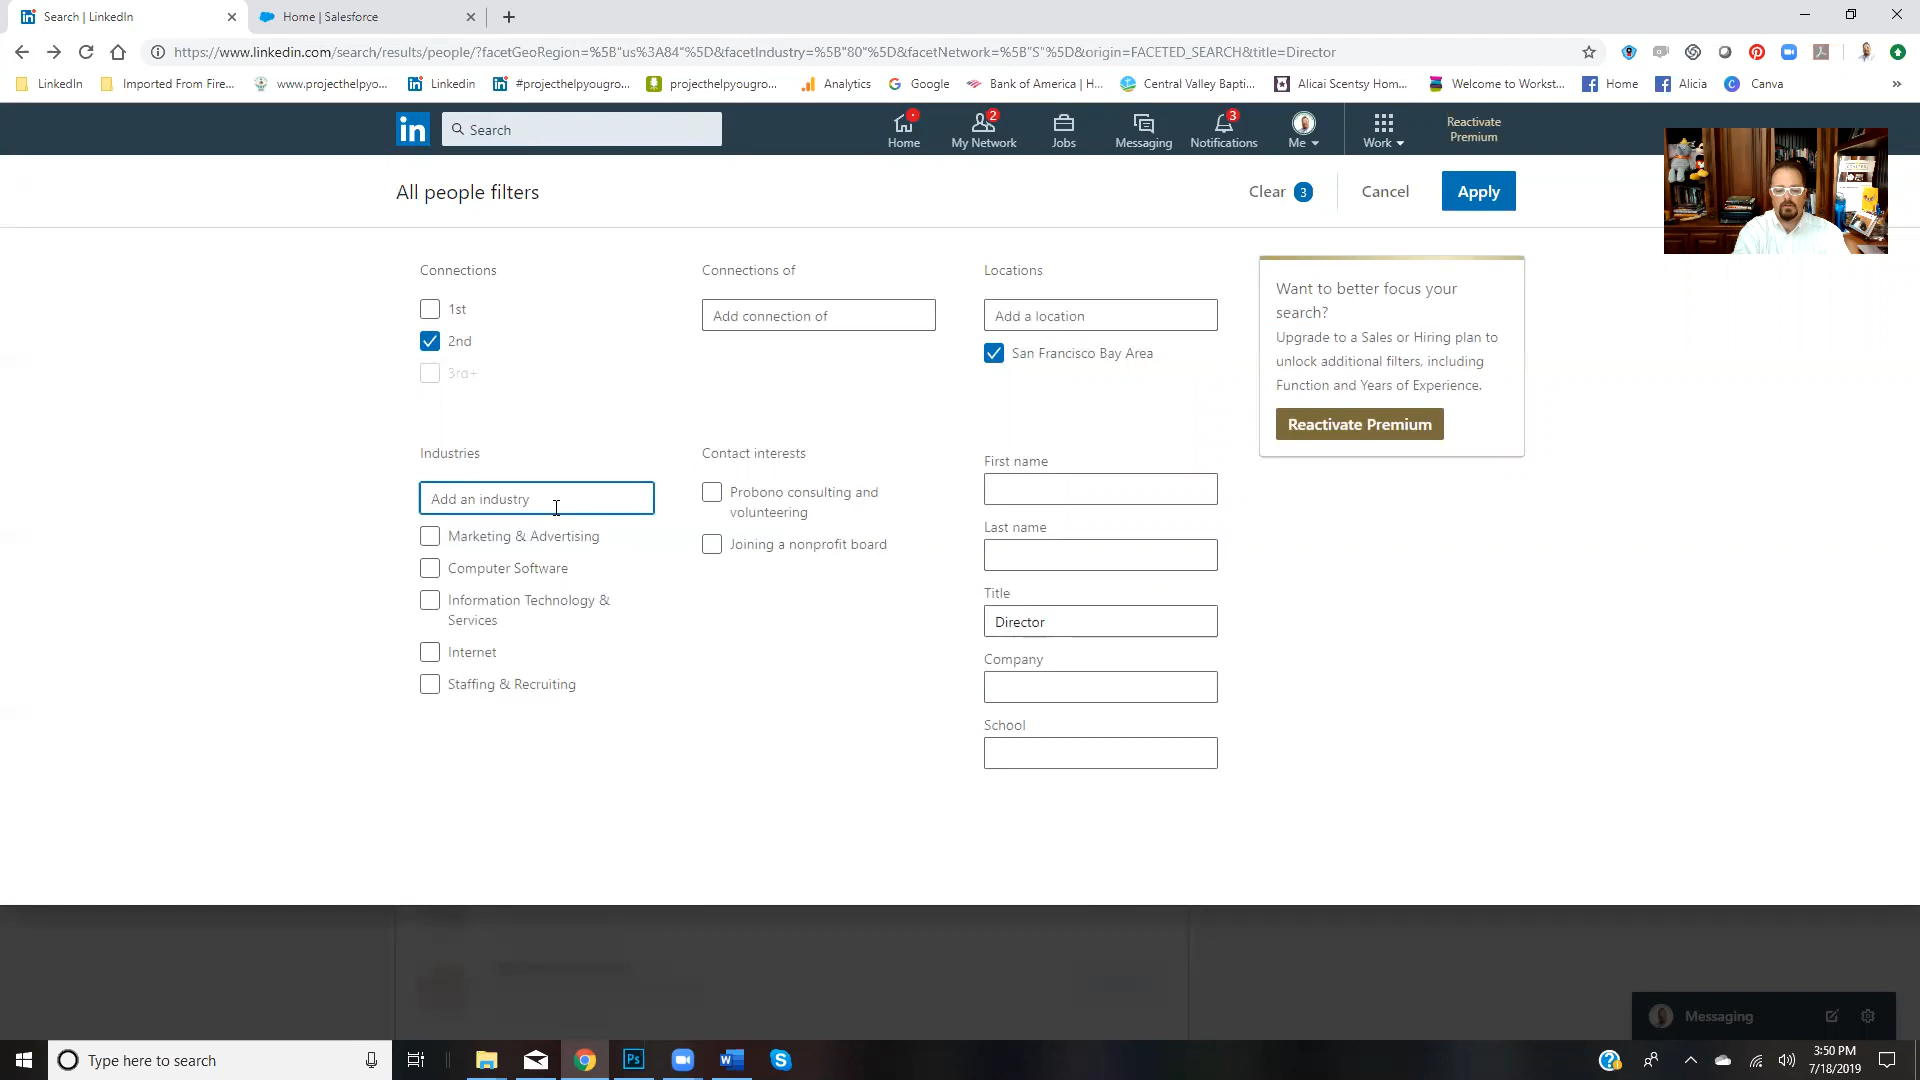 Search | LinkedIn
Home | Salesforce
https://www.linkedin.com/search/results/people/?facetGeoRegion=%5B"us%3A84"%5D&facetIndustry=%5B"80"%5D&facetNetwork=%5B"S"%5D&origin=FACETED_SEARCH&title=Director
LinkedIn
Imported From Fire...
www.projecthelpyo...
Linkedin
#projecthelpyougro...
projecthelpyougro...
Analytics
Google
Bank of America | H...
Central Valley Bapti...
Alicai Scentsy Hom...
Welcome to Workst...
Home
Alicia
Canva
in
Search
Home
2
My Network
Jobs
Messaging
3
Notifications
Me
Work
Reactivate
Premium
All people filters
Clear 3
Cancel
Apply
Connections
1st
2nd
3rd+
Connections of
Add connection of
Locations
Add a location
San Francisco Bay Area
Want to better focus your
search?
Upgrade to a Sales or Hiring plan to
unlock additional filters, including
Function and Years of Experience.
Reactivate Premium
Industries
Add an industry
Marketing & Advertising
Computer Software
Information Technology &
Services
Internet
Staffing & Recruiting
Contact interests
Probono consulting and
volunteering
Joining a nonprofit board
First name
Last name
Title
Director
Company
School
Messaging
Type here to search
3:50 PM
7/18/2019